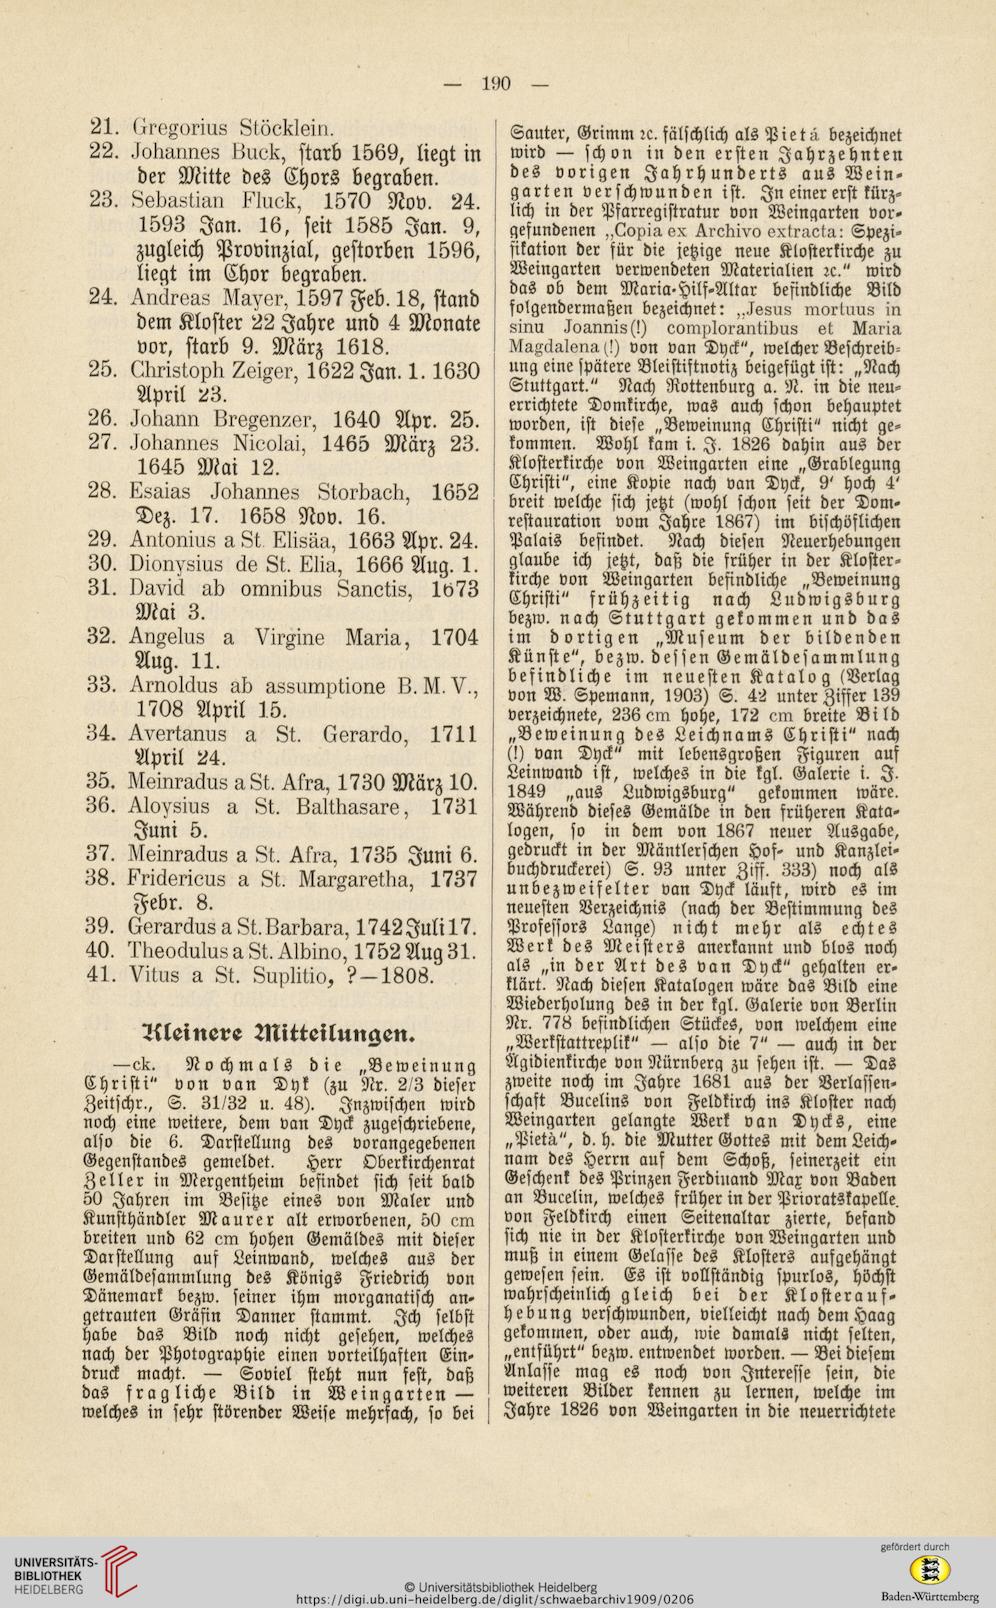 — 190 —
21. Gregorius Stöcklein.
22. Johannes Buck, starb 1569, liegt in
der Mitte des Chors begraben.
23. Sebastian Fluck, 1570 Nov. 24.
1593 Jan. 16, seit 1585 Jan. 9,
zugleich Provinzial, gestorben 1596,
liegt im Chor begraben.
24. Andreas Mayer, 1597 Feb. 18, stand
dem Kloster 22 Jahre und 4 Monate
vor, starb 9. März 1618.
25. Christoph Zeiger, 1622 Jan. 1. 1630
April 23.
26. Johann Bregenzer, 1640 Apr. 25.
27. Johannes Nicolai, 1465 März 23.
1645 Mai 12.
28. Esaias Johannes Storbach, 1652
Dez. 17. 1658 Nov. 16.
29. Antonius a St. Elisäa, 1663 Apr. 24.
30. Dionysius de St. Elia, 1666 Aug. 1.
31. David ab omnibus Sanctis, 1673
Mai 3.
32. Angelus a Virgine Maria, 1704
Aug. 11.
33. Arnoldus ab assumptione B. M. V.,
1708 April 15.
34. Avertanus a St. Gerardo, 1711
April 24.
35. Meinradus a St. Afra, 1730 März 10.
36. Aloysius a St. Balthasare, 1731
Juni 5.
37. Meinradus a St. Afra, 1735 Juni 6.
38. Fridericus a St. Margaretha, 1737
Febr. 8.
39. Gerardus a St. Barbara, 1742 Juli 17.
40. Theodulus a St. Albino, 1752 Aug 31.
41. Vitus a St. Suplitio, ?—1808.
Kleinere Mitteilungen.
—ck. Nochmals die „Beweinung
Christi" von van Dyk (zu Nr. 2/3 dieser
Zeitschr., S. 31/32 u. 48). Inzwischen wird
noch eine weitere, dem van Dyck zugeschriebene,
also die 6. Darstellung des vorangegebenen
Gegenstandes gemeldet. Herr Oberkirchenrat
Zeller in Mergentheim befindet sich seit bald
50 Jahren im Besitze eines von Maler und
Kunsthändler Maurer alt erworbenen, 50 cm
breiten und 62 cm hohen Gemäldes mit dieser
Darstellung auf Leinwand, welches aus der
Gemäldesammlung des Königs Friedrich von
Dänemark bezw. seiner ihm morganatisch an-
getrauten Gräfin Danner stammt. Ich selbst
habe das Bild noch nicht gesehen, welches
nach der Photographie einen vorteilhaften Ein-
druck macht. — Soviel steht nun fest, daß
das fragliche Bild in Weingarten —
welches in sehr störender Weise mehrfach, so bei
Sauter, Grimm ꝛc. fälschlich als Pietá bezeichnet
wird — schon in den ersten Jahrzehnten
des vorigen Jahrhunderts aus Wein-
garten verschwunden ist. In einer erst kürz-
lich in der Pfarregistratur von Weingarten vor-
gefundenen „Copia ex Archivo extracta: Spezi-
fikation der für die jetzige neue Klosterkirche zu
Weingarten verwendeten Materialien ꝛc." wird
das ob dem Maria-Hilf-Altar befindliche Bild
folgendermaßen bezeichnet: „Jesus mortuus in
sinu Joannis(!) complorantibus et Maria
Magdalena(!) von van Dyck", welcher Beschreib-
ung eine spätere Bleistiftnotiz beigefügt ist: „Nach
Stuttgart." Nach Rottenburg a. N. in die neu-
errichtete Domkirche, was auch schon behauptet
worden, ist diese „Beweinung Christi" nicht ge-
kommen. Wohl kam i. J. 1826 dahin aus der
Klosterkirche von Weingarten eine „Grablegung
Christi", eine Kopie nach van Dyck, 9' hoch 4'
breit welche sich jetzt (wohl schon seit der Dom-
restauration vom Jahre 1867) im bischöflichen
Palais befindet. Nach diesen Neuerhebungen
glaube ich jetzt, daß die früher in der Kloster-
kirche von Weingarten befindliche „Beweinung
Christi" frühzeitig nach Ludwigsburg
bezw. nach Stuttgart gekommen und das
im dortigen „Museum der bildenden
Künste", bezw. dessen Gemäldesammlung
befindliche im neuesten Katalog (Verlag
von W. Spemann, 1903) S. 42 unter Ziffer 139
verzeichnete, 236 cm hohe, 172 cm breite Bild
„Beweinung des Leichnams Christi" nach
(!) van Dyck" mit lebensgroßen Figuren auf
Leinwand ist, welches in die kgl. Galerie i. J.
1849 „aus Ludwigsburg" gekommen wäre.
Während dieses Gemälde in den früheren Kata-
logen, so in dem von 1867 neuer Ausgabe,
gedruckt in der Mäntlerschen Hof- und Kanzlei-
buchdruckerei) S. 93 unter Ziff. 333) noch als
unbezweifelter van Dyck läuft, wird es im
neuesten Verzeichnis (nach der Bestimmung des
Professors Lange) nicht mehr als echtes
Werk des Meisters anerkannt und blos noch
als „in der Art des van Dyck" gehalten er-
klärt. Nach diesen Katalogen wäre das Bild eine
Wiederholung des in der kgl. Galerie von Berlin
Nr. 778 befindlichen Stückes, von welchem eine
„Werkstattreplik" — also die 7" — auch in der
Ägidienkirche von Nürnberg zu sehen ist. — Das
zweite noch im Jahre 1681 aus der Verlassen-
schaft Bucelins von Feldkirch ins Kloster nach
Weingarten gelangte Werk van Dycks, eine
„Pietà", d. h. die Mutter Gottes mit dem Leich-
nam des Herrn auf dem Schoß, seinerzeit ein
Geschenk des Prinzen Ferdinand Max von Baden
an Bucelin, welches früher in der Prioratskapelle
von Feldkirch einen Seitenaltar zierte, befand
sich nie in der Klosterkirche von Weingarten und
muß in einem Gelasse des Klosters aufgehängt
gewesen sein. Es ist vollständig spurlos, höchst
wahrscheinlich gleich bei der Klosterauf-
hebung verschwunden, vielleicht nach dem Haag
gekommen, oder auch, wie damals nicht selten,
„entführt" bezw. entwendet worden. — Bei diesem
Anlasse mag es noch von Interesse sein, die
weiteren Bilder kennen zu lernen, welche im
Jahre 1826 von Weingarten in die neuerrichtete
UNIVERSITÄTS-
BIBLIOTHEK
HEIDELBERG
© Universitätsbibliothek Heidelberg
https://digi.ub.uni-heidelberg.de/diglit/schwaebarchiv1909/0206
gefördert durch
Baden-Württemberg